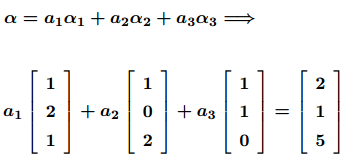 α = a₁α₁ + a₂α₂ + a₃α₃ ⟹
a₁ [1 2 1] + a₂ [1 0 2] + a₃ [1 1 0] = [2 1 5]